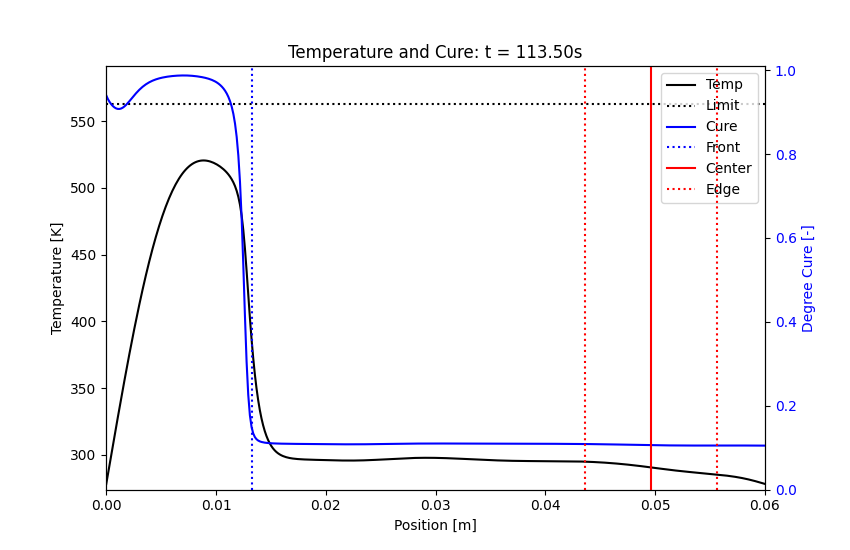 Temperature and Cure: t = 113.50s
Temperature [K]
550
500
450
400
350
300
Temp
Limit
Cure
Front
Center
Edge
1.0
0.8
0.6
0.4
0.2
0.0
Degree Cure [-]
0.00 0.01 0.02 0.03 0.04 0.05 0.06
Position [m]